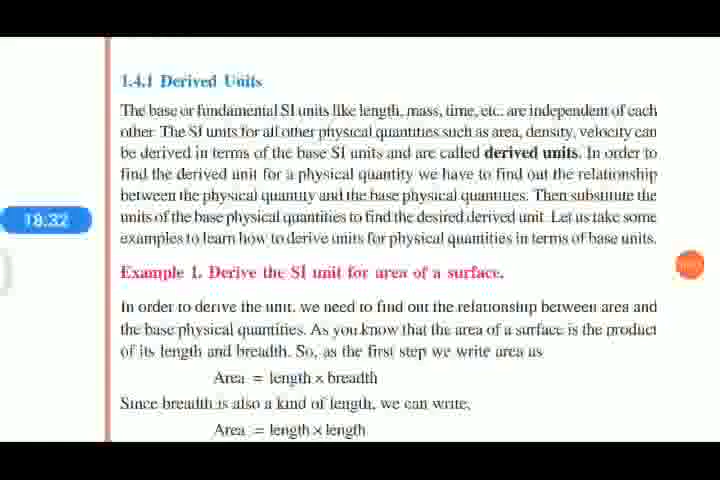 1.4.1 Derived Units
The base or fundamental SI units like length, mass, time, etc. are independent of each
other. The SI units for all other physical quantities such as area, density, velocity can
be derived in terms of the base SI units and are called derived units. In order to
find the derived unit for a physical quantity we have to find out the relationship
between the physical quantity and the base physical quantities. Then substitute the
units of the base physical quantities to find the desired derived unit. Let us take some
18:32
examples to learn how to derive units for physical quantities in terms of base units.
Example 1. Derive the SI unit for area of a surface.
In order to derive the unit, we need to find out the relationship between area and
the base physical quantities. As you know that the area of a surface is the product
of its length and breadth. So, as the first step we write area as
Area = length × breadth
Since breadth is also a kind of length, we can write,
Area = length × length